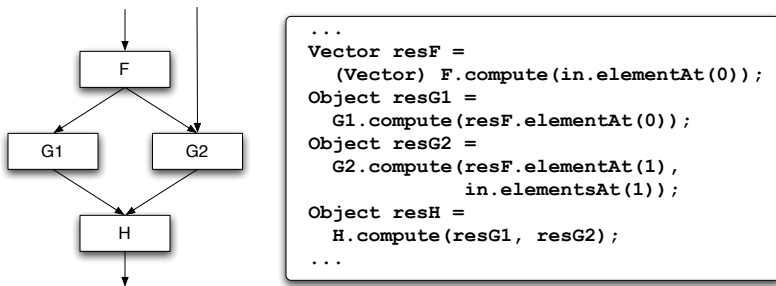 F
G1
G2
H
...
Vector resF =
(Vector) F.compute(in.elementAt(0));
Object resG1 =
G1.compute(resF.elementAt(0));
Object resG2 =
G2.compute(resF.elementAt(1),
in.elementsAt(1));
Object resH =
H.compute(resG1, resG2);
...